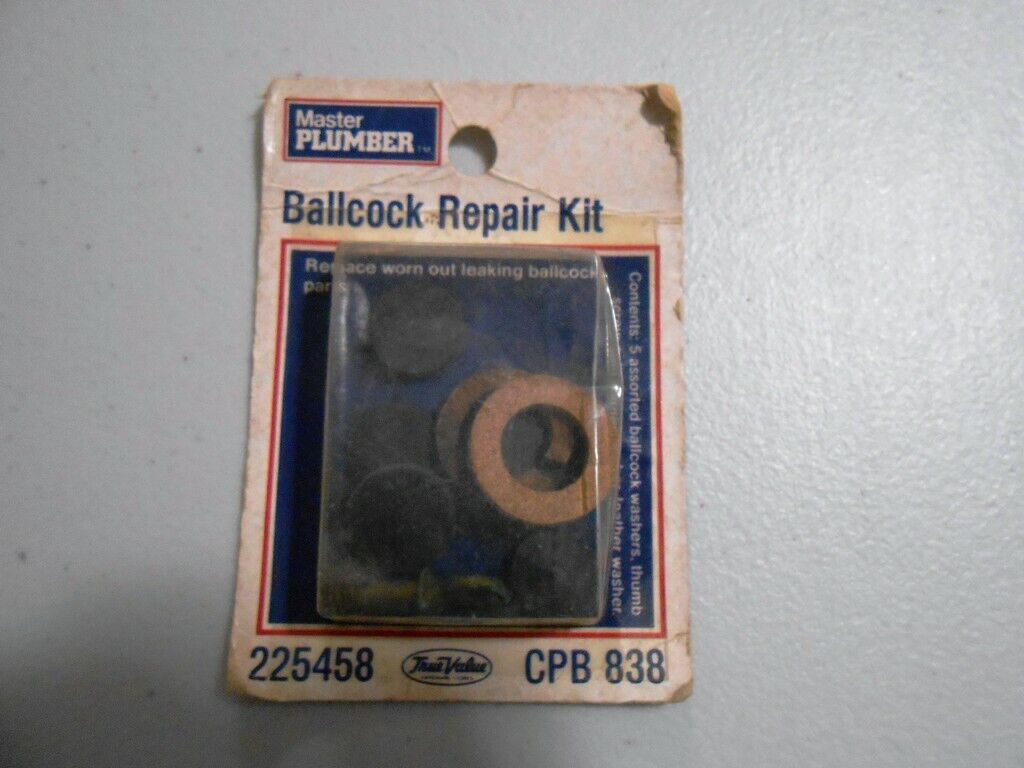 Master
PLUMBER TM
Ballcock Repair Kit
Replace worn out leaking ballcock
parts
Contents: 5 assorted ballcock washers, thumb
leather washer.
225458
True Value
CPB 838